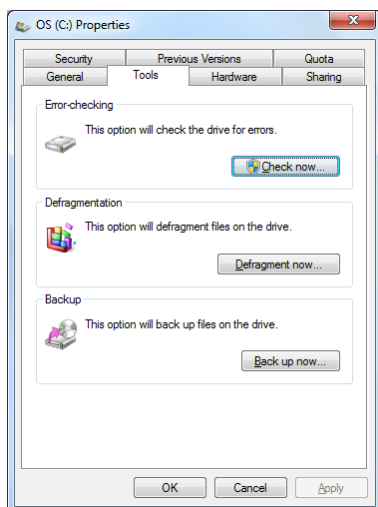 OS (C:) Properties
Security Previous Versions Quota
General Tools Hardware Sharing
Error-checking
This option will check the drive for errors.
Check now...
Defragmentation
This option will defragment files on the drive.
Defragment now...
Backup
This option will back up files on the drive.
Back up now...
OK Cancel Apply